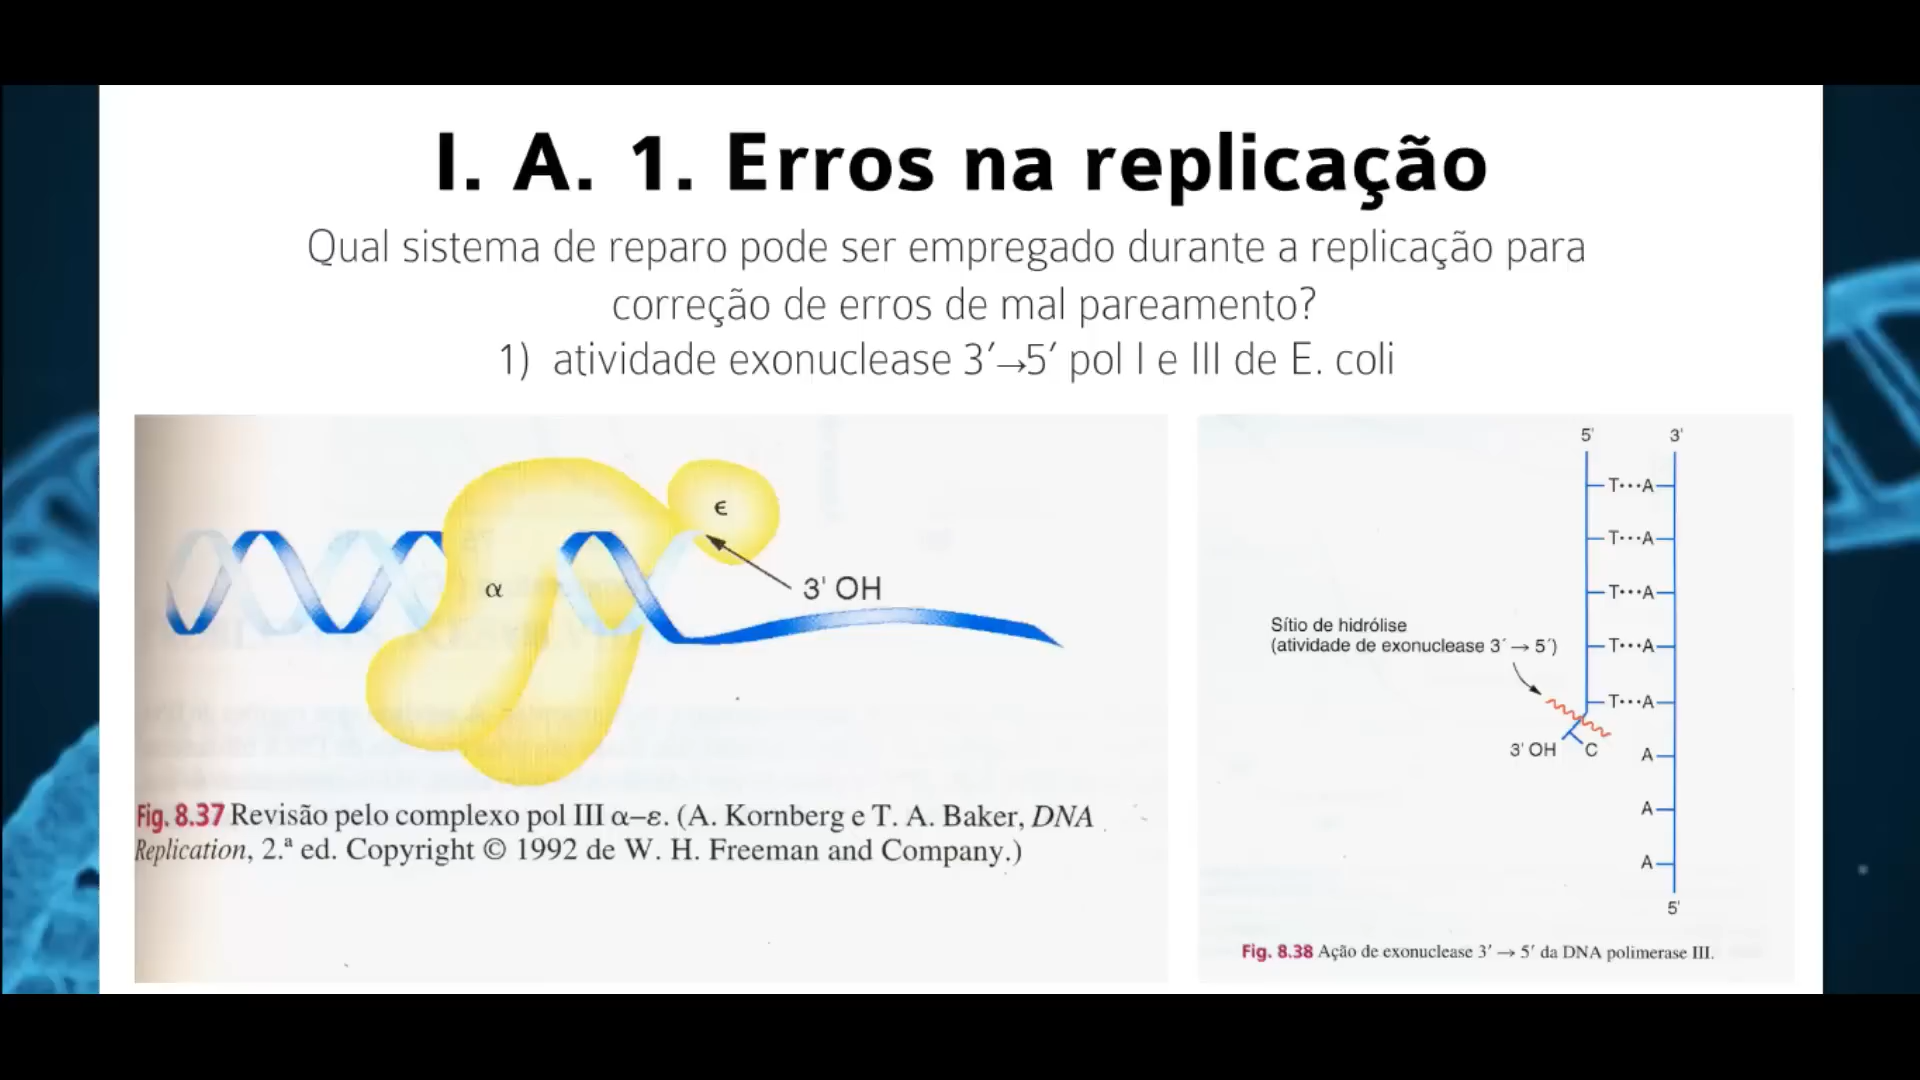 I. A. 1. Erros na replicação
Qual sistema de reparo pode ser empregado durante a replicação para
correção de erros de mal pareamento?
1) atividade exonuclease 3′→5′ pol I e III de E. coli
ϵ
α
3' OH
Fig. 8.37 Revisão pelo complexo pol III α–ε. (A. Kornberg e T. A. Baker, DNA
Replication, 2.ª ed. Copyright © 1992 de W. H. Freeman and Company.)
5' 3'
T···A
T···A
T···A
Sítio de hidrólise
(atividade de exonuclease 3´ → 5´)
T···A
T···A
3' OH C A
A
A
5'
Fig. 8.38 Ação de exonuclease 3′ → 5′ da DNA polimerase III.